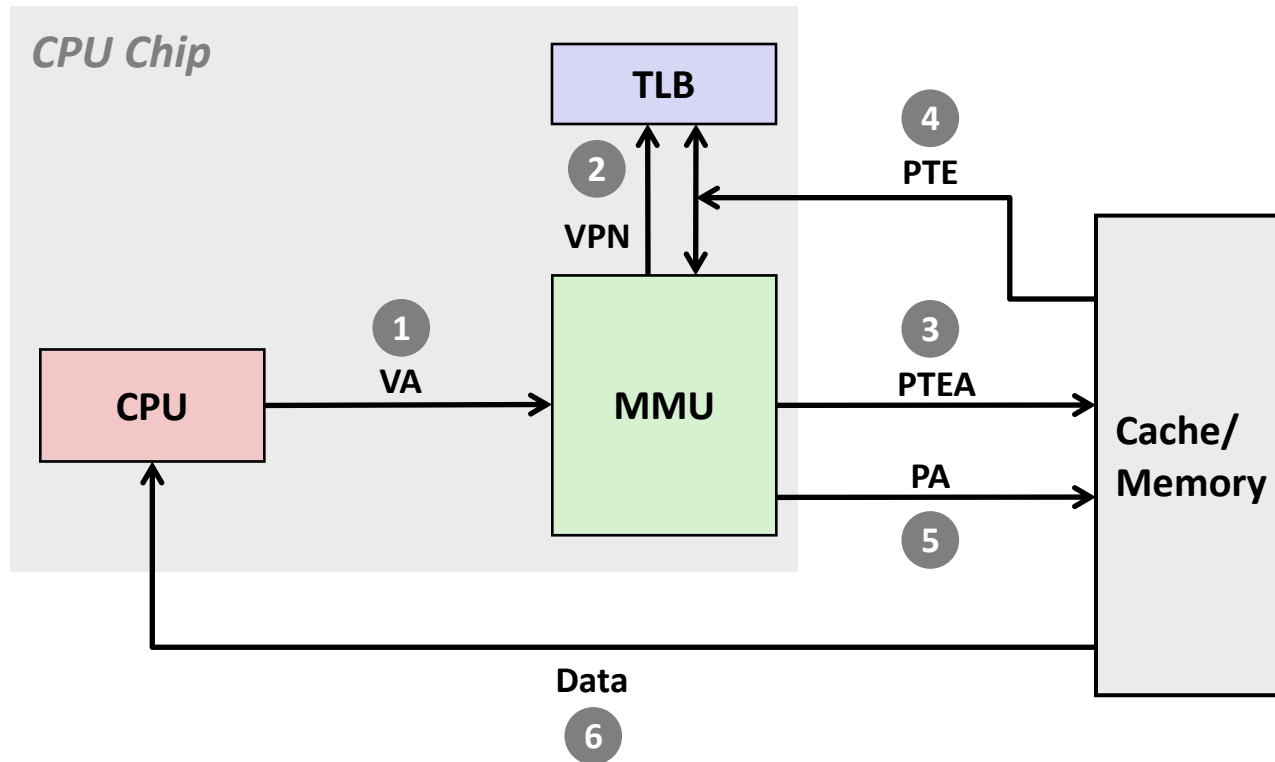 CPU Chip
TLB
4
2
PTE
VPN
1
3
VA
PTEA
CPU
MMU
Cache/
Memory
PA
5
Data
6